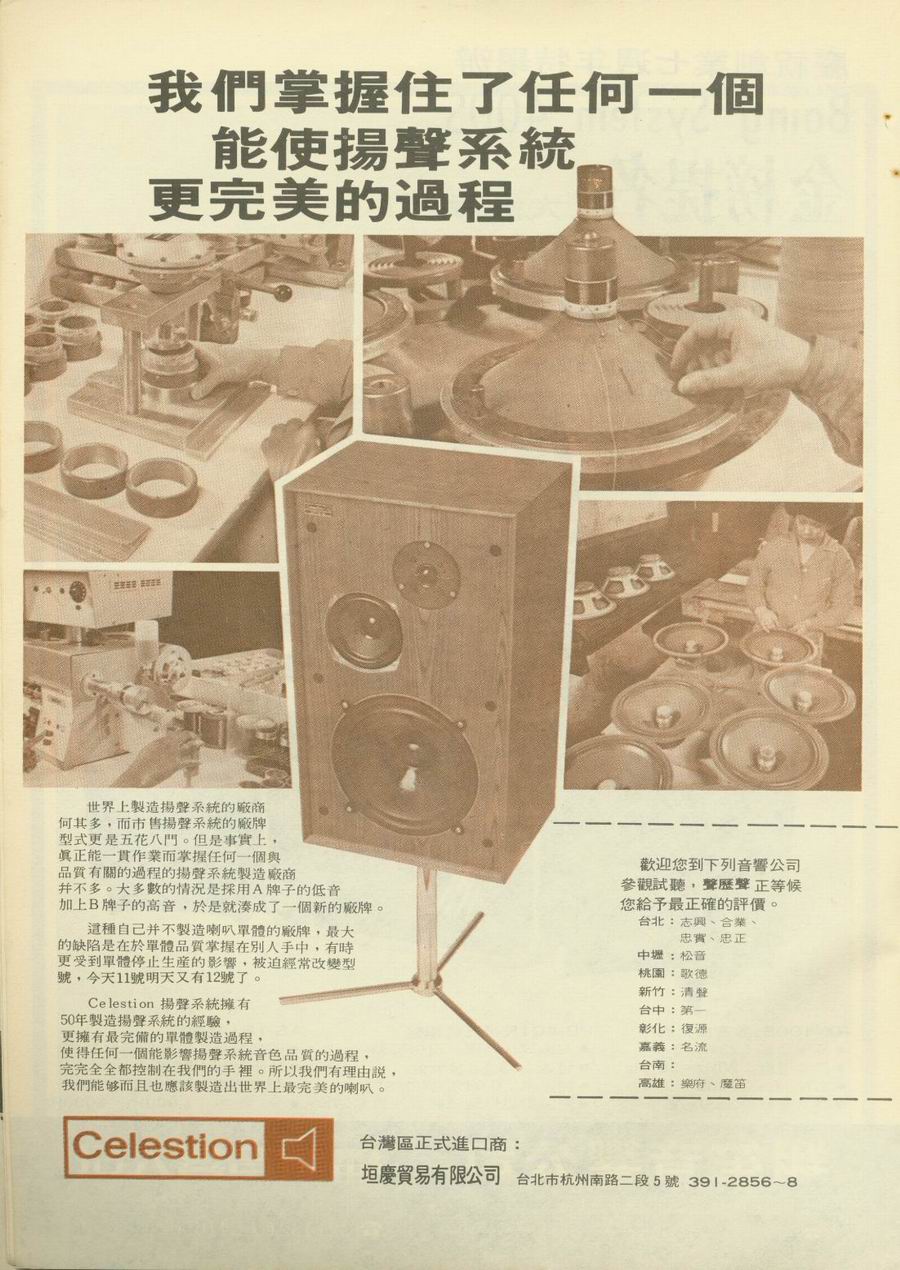 我們掌握住了任何一個
能使揚聲系統
更完美的過程
世界上製造揚聲系統的廠商
何其多，而市售揚聲系統的廠牌
型式更是五花八門。但是事實上，
眞正能一貫作業而掌握任何一個與
品質有關的過程的揚聲系統製造廠商
幷不多。大多數的情況是採用A牌子的低音
加上B牌子的高音，於是就湊成了一個新的廠牌。
這種自己并不製造喇叭單體的廠牌，最大
的缺陷是在於單體品質掌握在別人手中，有時
更受到單體停止生産的影響，被迫經常改變型
號，今天11號明天又有12號了。
Celestion 揚聲系統擁有
50年製造揚聲系統的經驗，
更擁有最完備的單體製造過程，
使得任何一個能影響揚聲系統音色品質的過程，
完完全全都控制在我們的手裡。所以我們有理由説，
我們能够而且也應該製造出世界上最完美的喇叭。
歡迎您到下列音響公司
參觀試聽，聲歷聲正等候
您給予最正確的評價。
台北：志興、合業、
忠實、忠正
中壢：松音
桃園：歌德
新竹：清聲
台中：第一
彰化：復源
嘉義：名流
台南：
高雄：樂府、魔笛
Celestion
台灣區正式進口商：
垣慶貿易有限公司 台北市杭州南路二段5號 391-2856～8